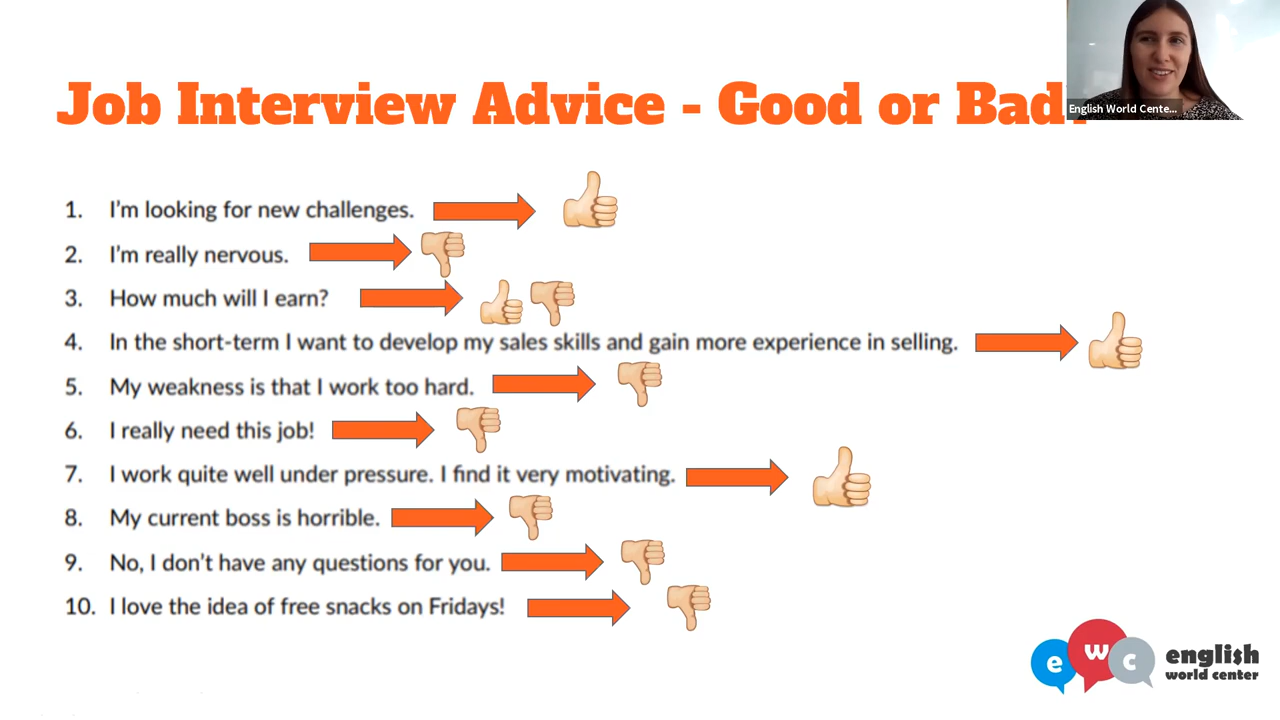 Job Interview Advice - Good or Bad?
English World Cente...
1. I'm looking for new challenges.
2. I'm really nervous.
3. How much will I earn?
4. In the short-term I want to develop my sales skills and gain more experience in selling.
5. My weakness is that I work too hard.
6. I really need this job!
7. I work quite well under pressure. I find it very motivating.
8. My current boss is horrible.
9. No, I don't have any questions for you.
10. I love the idea of free snacks on Fridays!
e w c english
world center